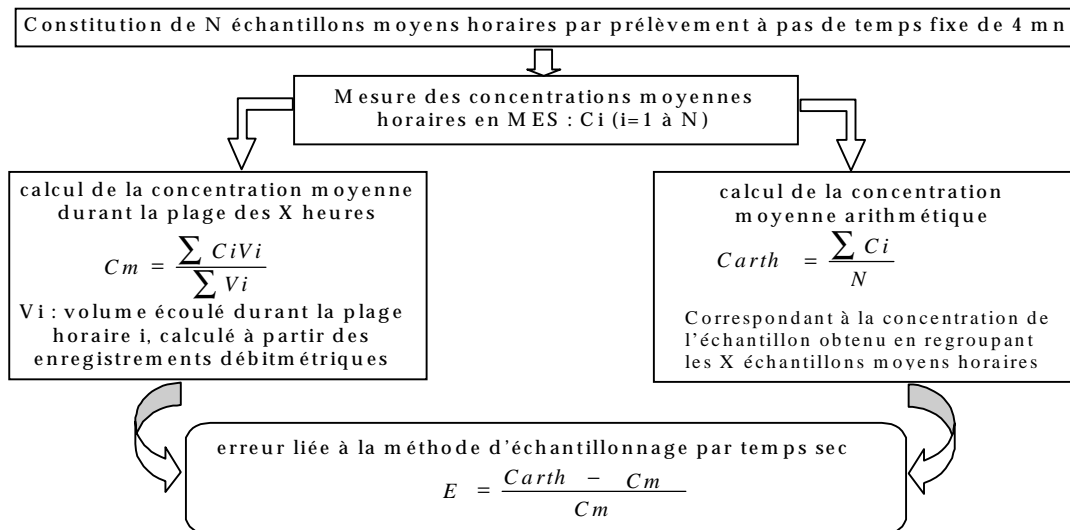 Constitution de N échantillons moyens horaires par prélèvement à pas de temps fixe de 4 mn
Mesure des concentrations moyennes
horaires en MES : Ci (i=1 à N)
calcul de la concentration moyenne
durant la plage des X heures
Cm = ∑ CiVi / ∑ Vi
Vi : volume écoulé durant la plage
horaire i, calculé à partir des
enregistrements débitmétriques
calcul de la concentration
moyenne arithmétique
Carth = ∑ Ci / N
Correspondant à la concentration de
l'échantillon obtenu en regroupant
les X échantillons moyens horaires
erreur liée à la méthode d'échantillonnage par temps sec
E = Carth - Cm / Cm